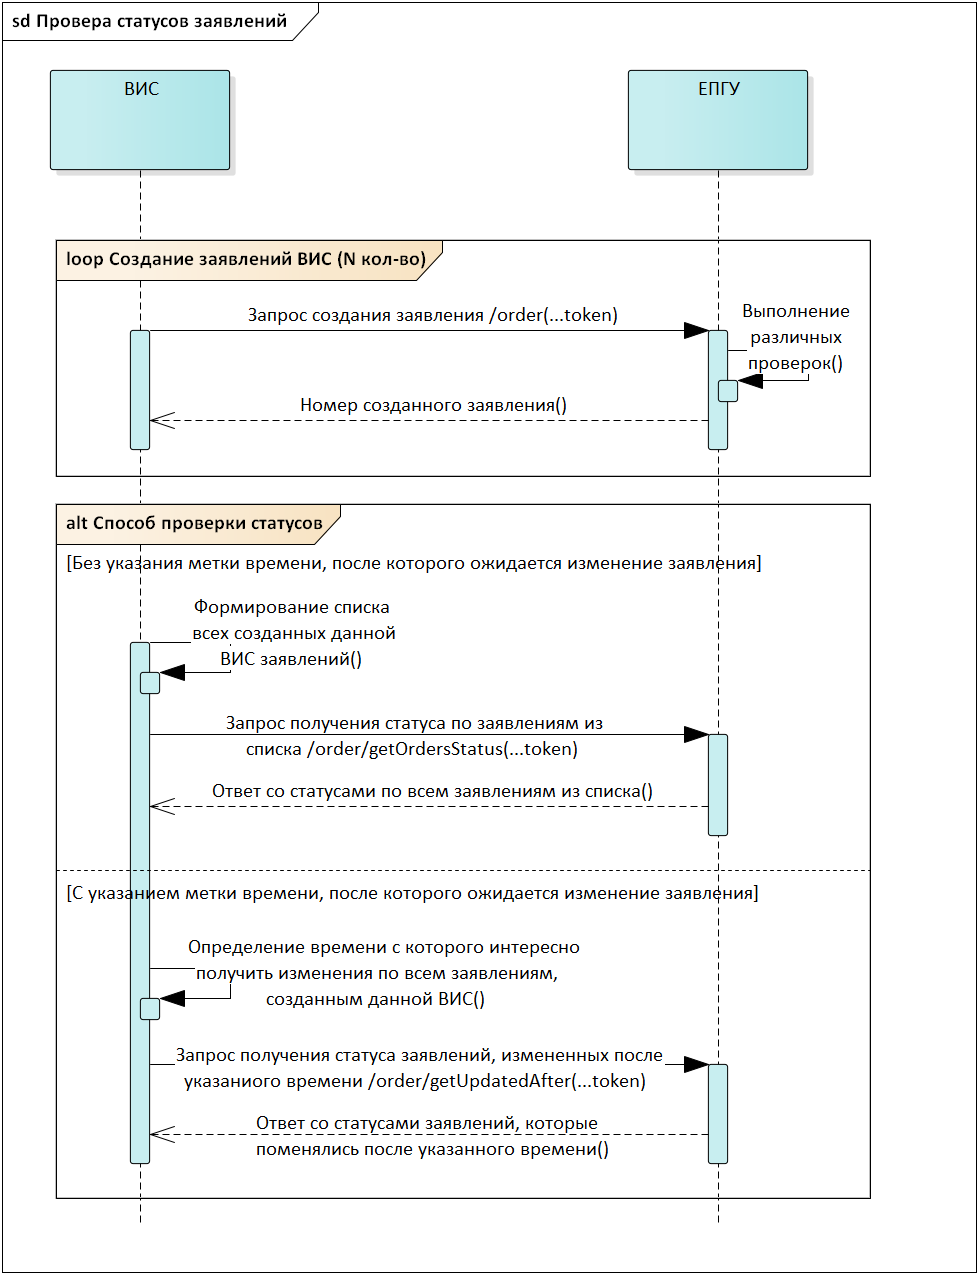 sd Провера статусов заявлений
ВИС
ЕПГУ
loop Создание заявлений ВИС (N кол-во)
Запрос создания заявления /order(...token)
Выполнение
различных
проверок()
Номер созданного заявления()
alt Способ проверки статусов
[Без указания метки времени, после которого ожидается изменение заявления]
Формирование списка
всех созданных данной
ВИС заявлений()
Запрос получения статуса по заявлениям из
списка /order/getOrdersStatus(...token)
Ответ со статусами по всем заявлениям из списка()
[С указанием метки времени, после которого ожидается изменение заявления]
Определение времени с которого интересно
получить изменения по всем заявлениям,
созданным данной ВИС()
Запрос получения статуса заявлений, измененных после
указаниого времени /order/getUpdatedAfter(...token)
Ответ со статусами заявлений, которые
поменялись после указанного времени()